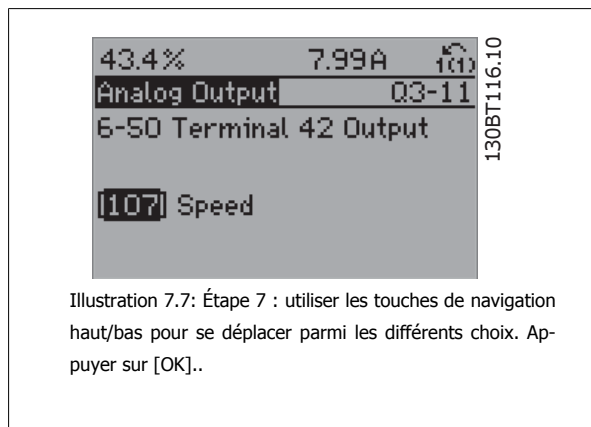 43.4%    7.99A    1(1)
Analog Output    Q3-11
6-50 Terminal 42 Output
[107] Speed
130BT116.10
Illustration 7.7: Étape 7 : utiliser les touches de navigation
haut/bas pour se déplacer parmi les différents choix. Ap-
puyer sur [OK]..